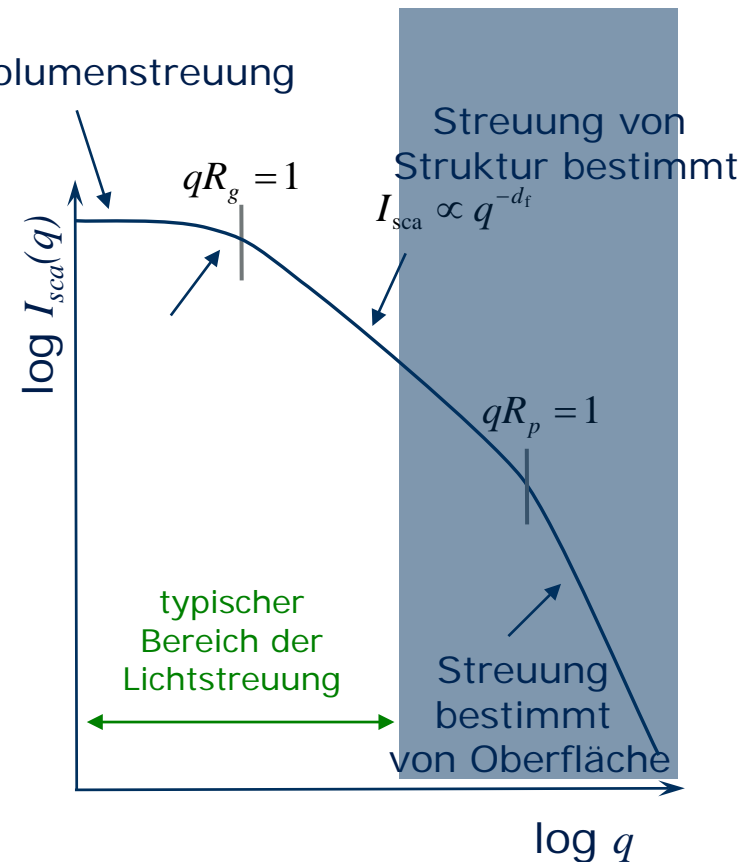 olumenstreuung
Streuung von
Struktur bestimmt
qR_g = 1
I_sca ∝ q^{-d_f}
log I_sca(q)
qR_p = 1
typischer
Bereich der
Lichtstreuung
Streuung
bestimmt
von Oberfläche
log q